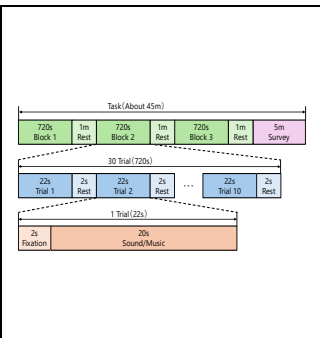 Task(About 45m)
720s 1m 720s 1m 720s 1m 5m
Block 1 Rest Block 2 Rest Block 3 Rest Survey
30 Trial(720s)
22s 2s 22s 2s ... 22s 2s
Trial 1 Rest Trial 2 Rest Trial 10 Rest
1 Trial(22s)
2s 20s
Fixation Sound/Music